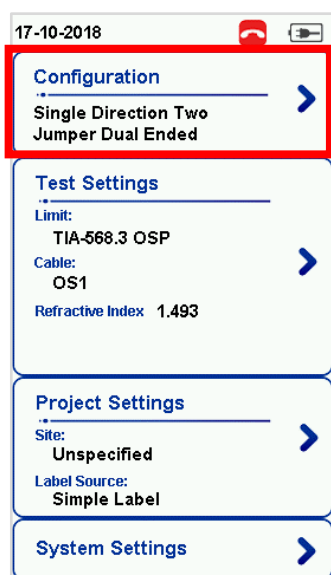 17-10-2018
Configuration
Single Direction Two
Jumper Dual Ended
Test Settings
Limit:
TIA-568.3 OSP
Cable:
OS1
Refractive Index 1.493
Project Settings
Site:
Unspecified
Label Source:
Simple Label
System Settings